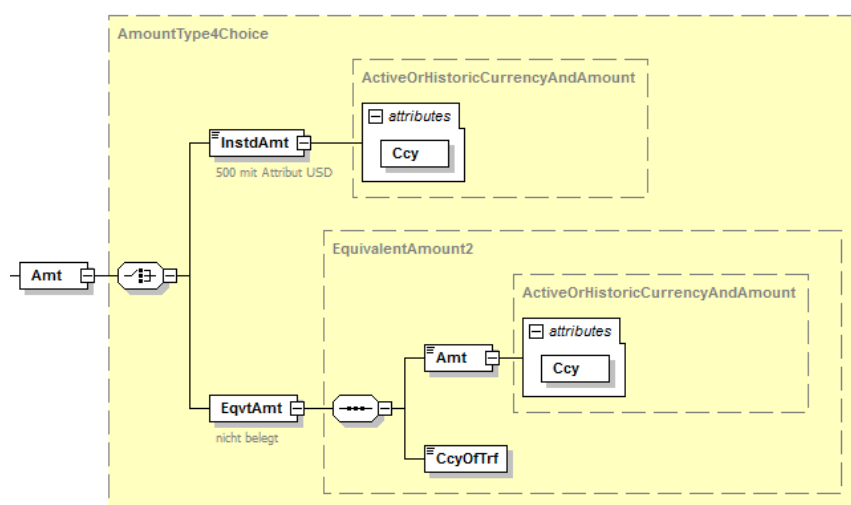 AmountType4Choice
ActiveOrHistoricCurrencyAndAmount
attributes
InstdAmt
Ccy
500 mit Attribut USD
EquivalentAmount2
Amt
ActiveOrHistoricCurrencyAndAmount
attributes
Amt
Ccy
EqvtAmt
nicht belegt
CcyOfTrf